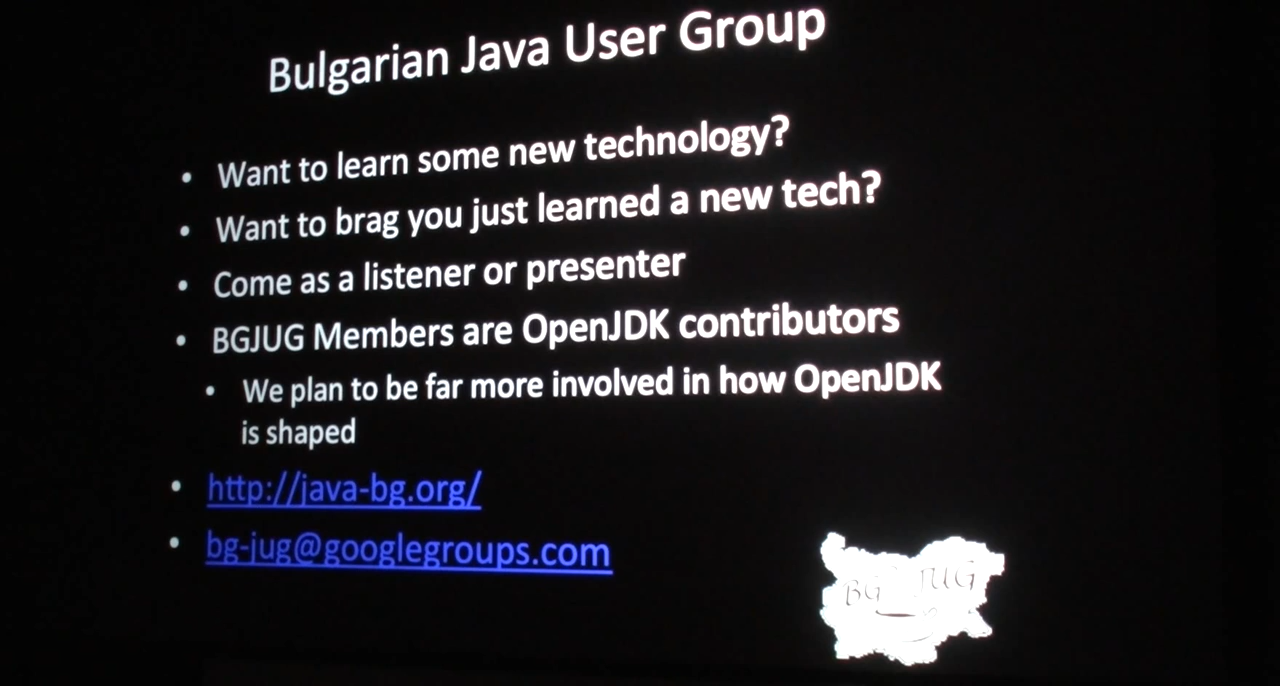 Bulgarian Java User Group
• Want to learn some new technology?
• Want to brag you just learned a new tech?
• Come as a listener or presenter
• BGJUG Members are OpenJDK contributors
• We plan to be far more involved in how OpenJDK
is shaped
• http://java-bg.org/
• bg-jug@googlegroups.com
BG JUG